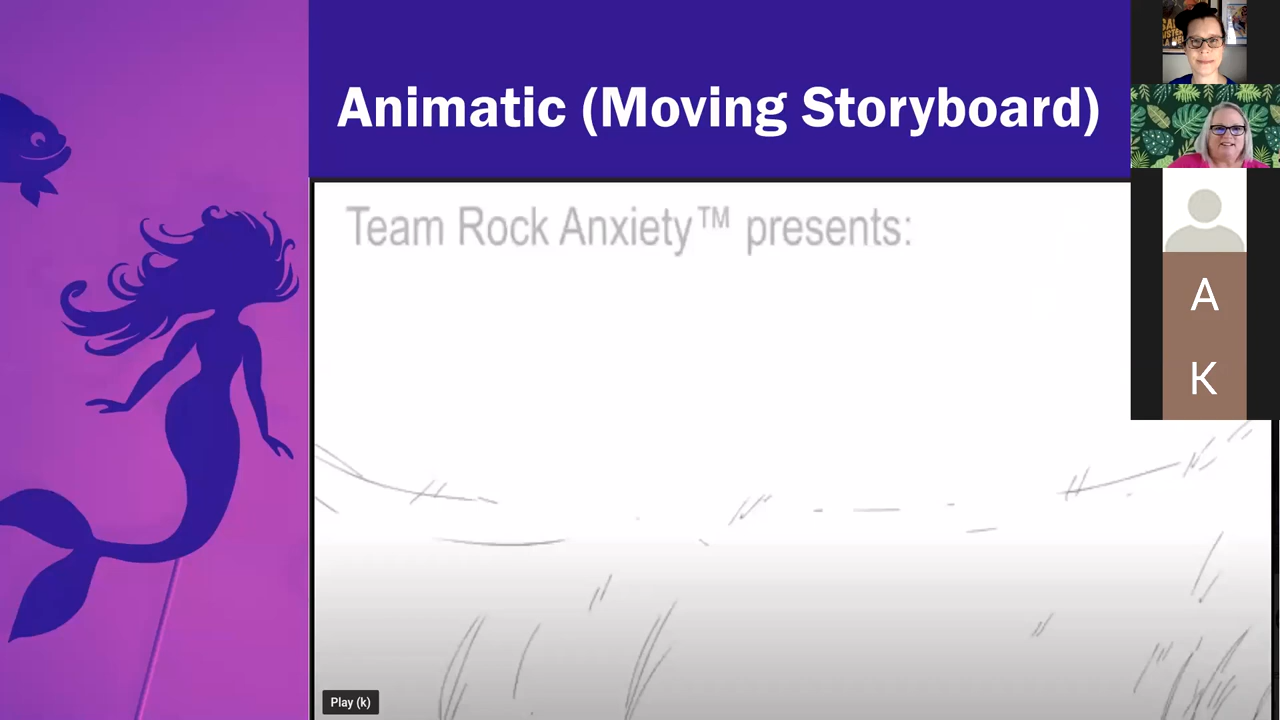 Animatic (Moving Storyboard)
Team Rock Anxiety™ presents:
A
K
Play (k)